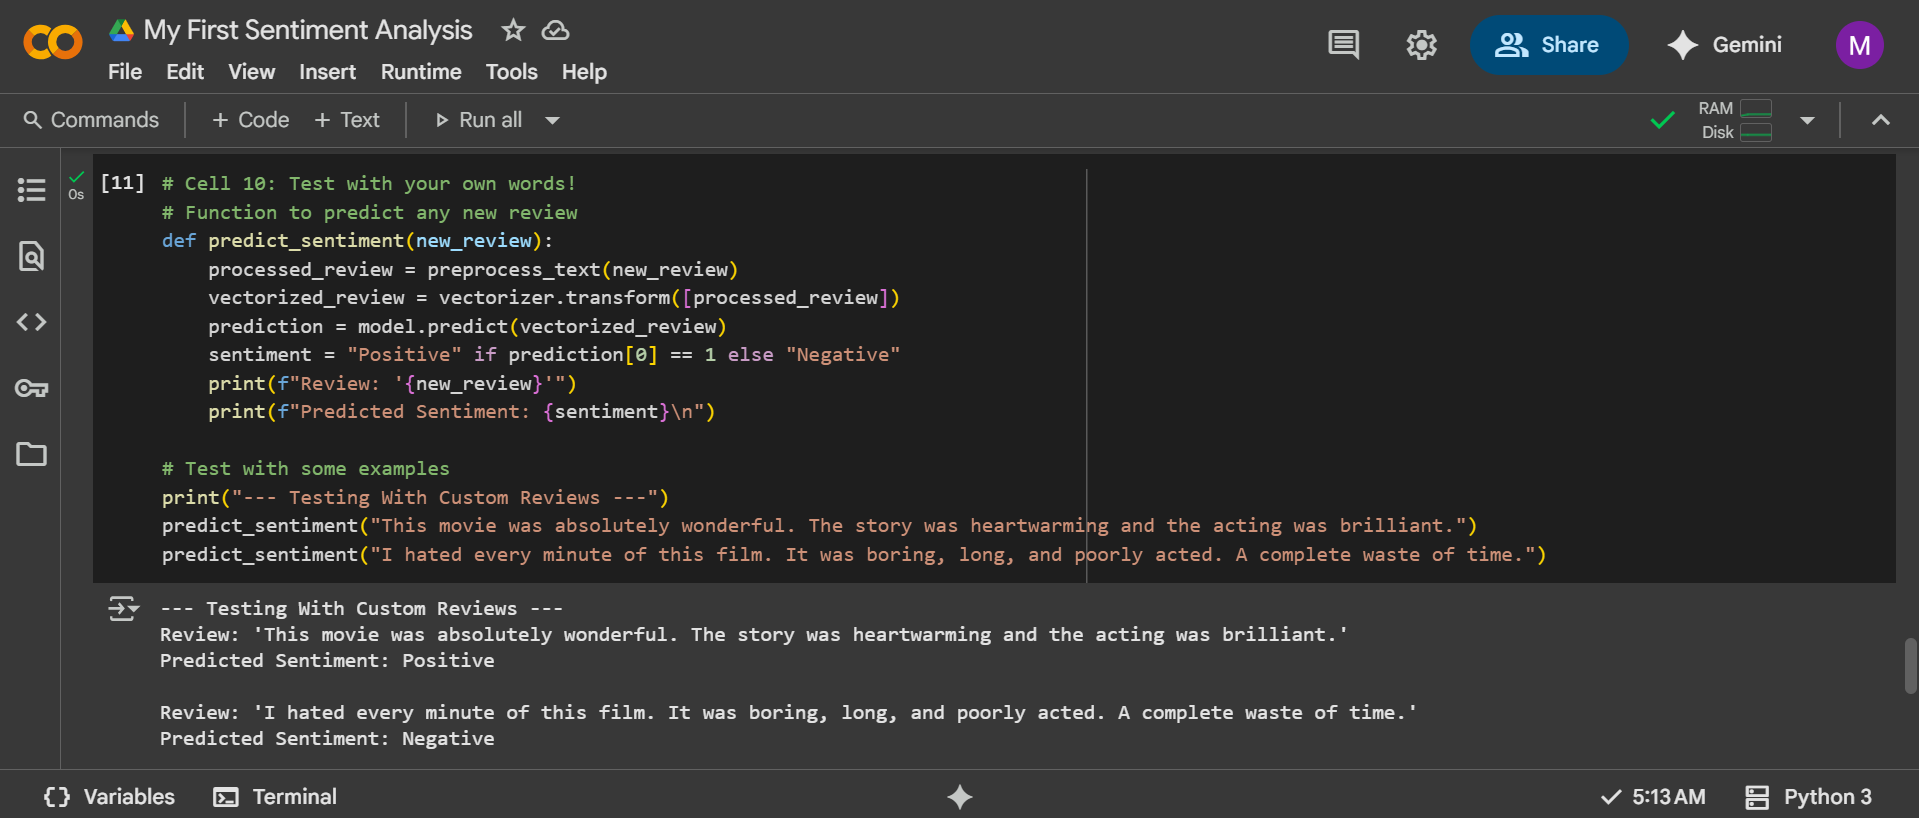 My First Sentiment Analysis
File Edit View Insert Runtime Tools Help
Share
Gemini
M
Commands + Code + Text Run all
RAM
Disk
0s
[11] # Cell 10: Test with your own words!
# Function to predict any new review
def predict_sentiment(new_review):
    processed_review = preprocess_text(new_review)
    vectorized_review = vectorizer.transform([processed_review])
    prediction = model.predict(vectorized_review)
    sentiment = "Positive" if prediction[0] == 1 else "Negative"
    print(f"Review: '{new_review}'")
    print(f"Predicted Sentiment: {sentiment}\n")

# Test with some examples
print("--- Testing With Custom Reviews ---")
predict_sentiment("This movie was absolutely wonderful. The story was heartwarming and the acting was brilliant.")
predict_sentiment("I hated every minute of this film. It was boring, long, and poorly acted. A complete waste of time.")
--- Testing With Custom Reviews ---
Review: 'This movie was absolutely wonderful. The story was heartwarming and the acting was brilliant.'
Predicted Sentiment: Positive

Review: 'I hated every minute of this film. It was boring, long, and poorly acted. A complete waste of time.'
Predicted Sentiment: Negative
{} Variables Terminal
5:13 AM Python 3